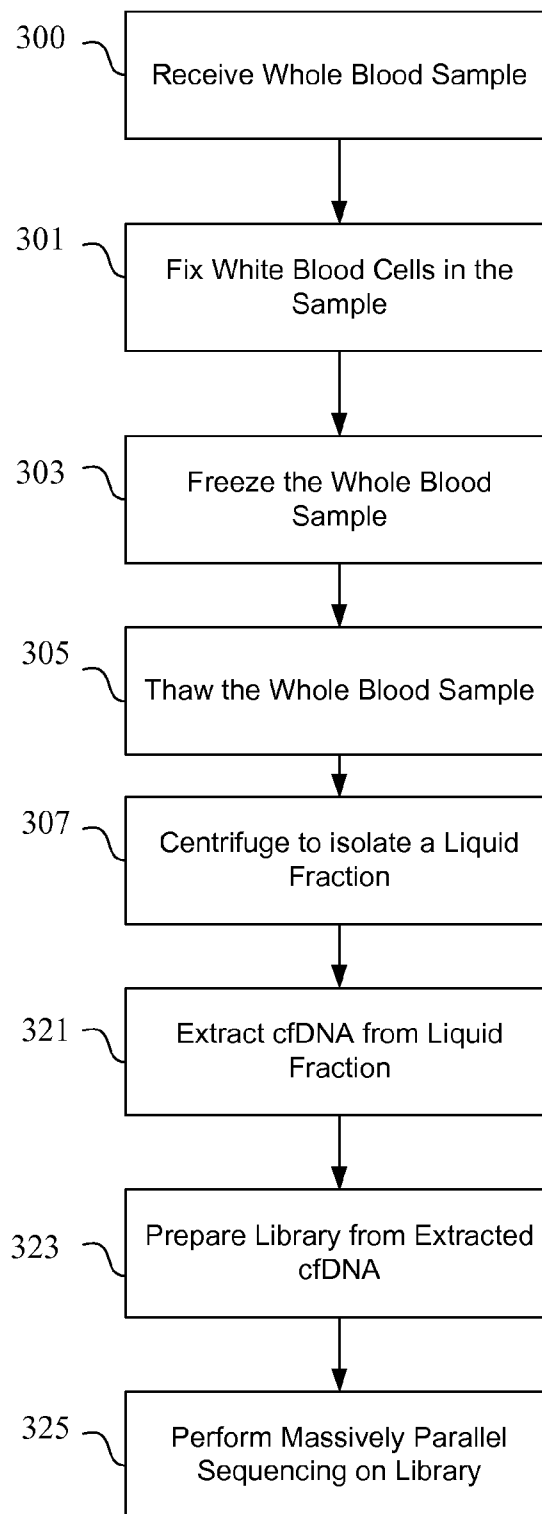 300
Receive Whole Blood Sample
301
Fix White Blood Cells in the
Sample
303
Freeze the Whole Blood
Sample
305
Thaw the Whole Blood Sample
307
Centrifuge to isolate a Liquid
Fraction
321
Extract cfDNA from Liquid
Fraction
323
Prepare Library from Extracted
cfDNA
325
Perform Massively Parallel
Sequencing on Library